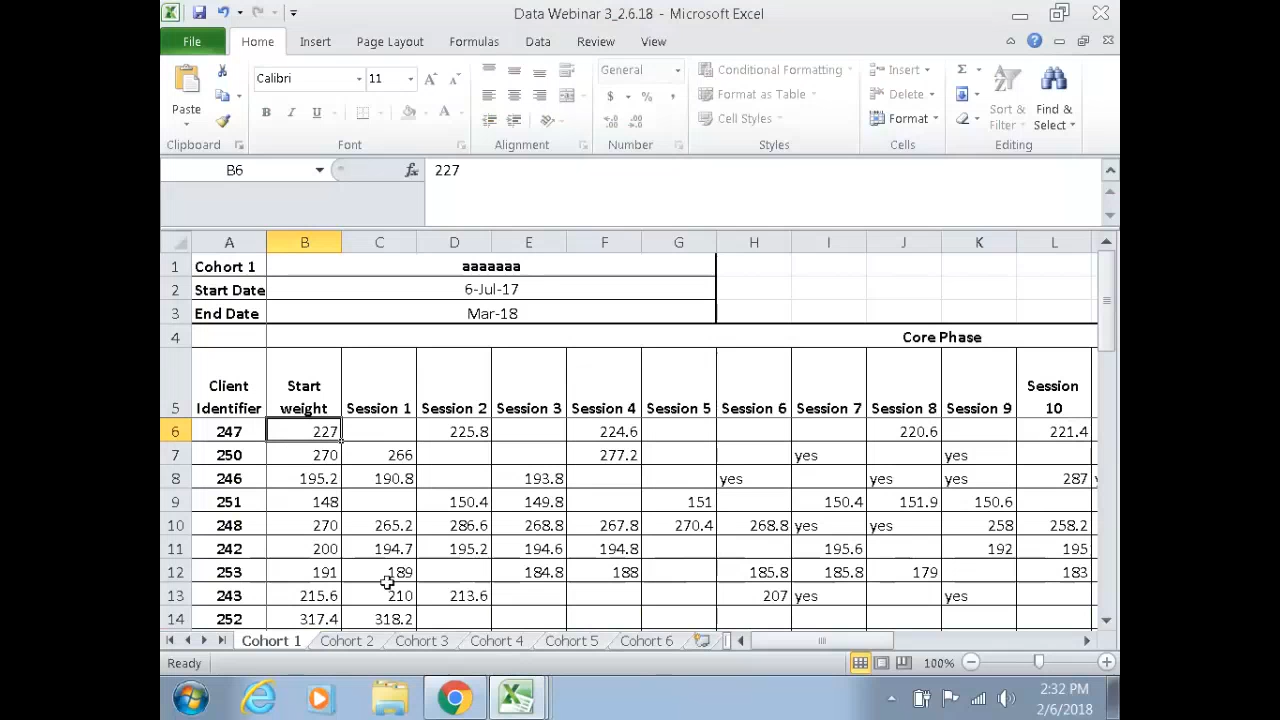 Data Webinar 3_2.6.18 - Microsoft Excel
File Home Insert Page Layout Formulas Data Review View
Calibri 11 General Conditional Formatting Insert
Paste Format as Table Delete Sort & Find &
B I U $ % , Cell Styles Format Filter Select
Clipboard Font Alignment Number Styles Cells Editing
B6 fx 227
A B C D E F G H I J K L
1 Cohort 1 aaaaaaa
2 Start Date 6-Jul-17
3 End Date Mar-18
4 Core Phase
Client Start Session
5 Identifier weight Session 1 Session 2 Session 3 Session 4 Session 5 Session 6 Session 7 Session 8 Session 9 10
6 247 227 225.8 224.6 220.6 221.4
7 250 270 266 277.2 yes yes
8 246 195.2 190.8 193.8 yes yes yes 287
9 251 148 150.4 149.8 151 150.4 151.9 150.6
10 248 270 265.2 286.6 268.8 267.8 270.4 268.8 yes yes 258 258.2
11 242 200 194.7 195.2 194.6 194.8 195.6 192 195
12 253 191 189 184.8 188 185.8 185.8 179 183
13 243 215.6 210 213.6 207 yes yes
14 252 317.4 318.2
Cohort 1 Cohort 2 Cohort 3 Cohort 4 Cohort 5 Cohort 6
Ready 100%
2:32 PM
2/6/2018